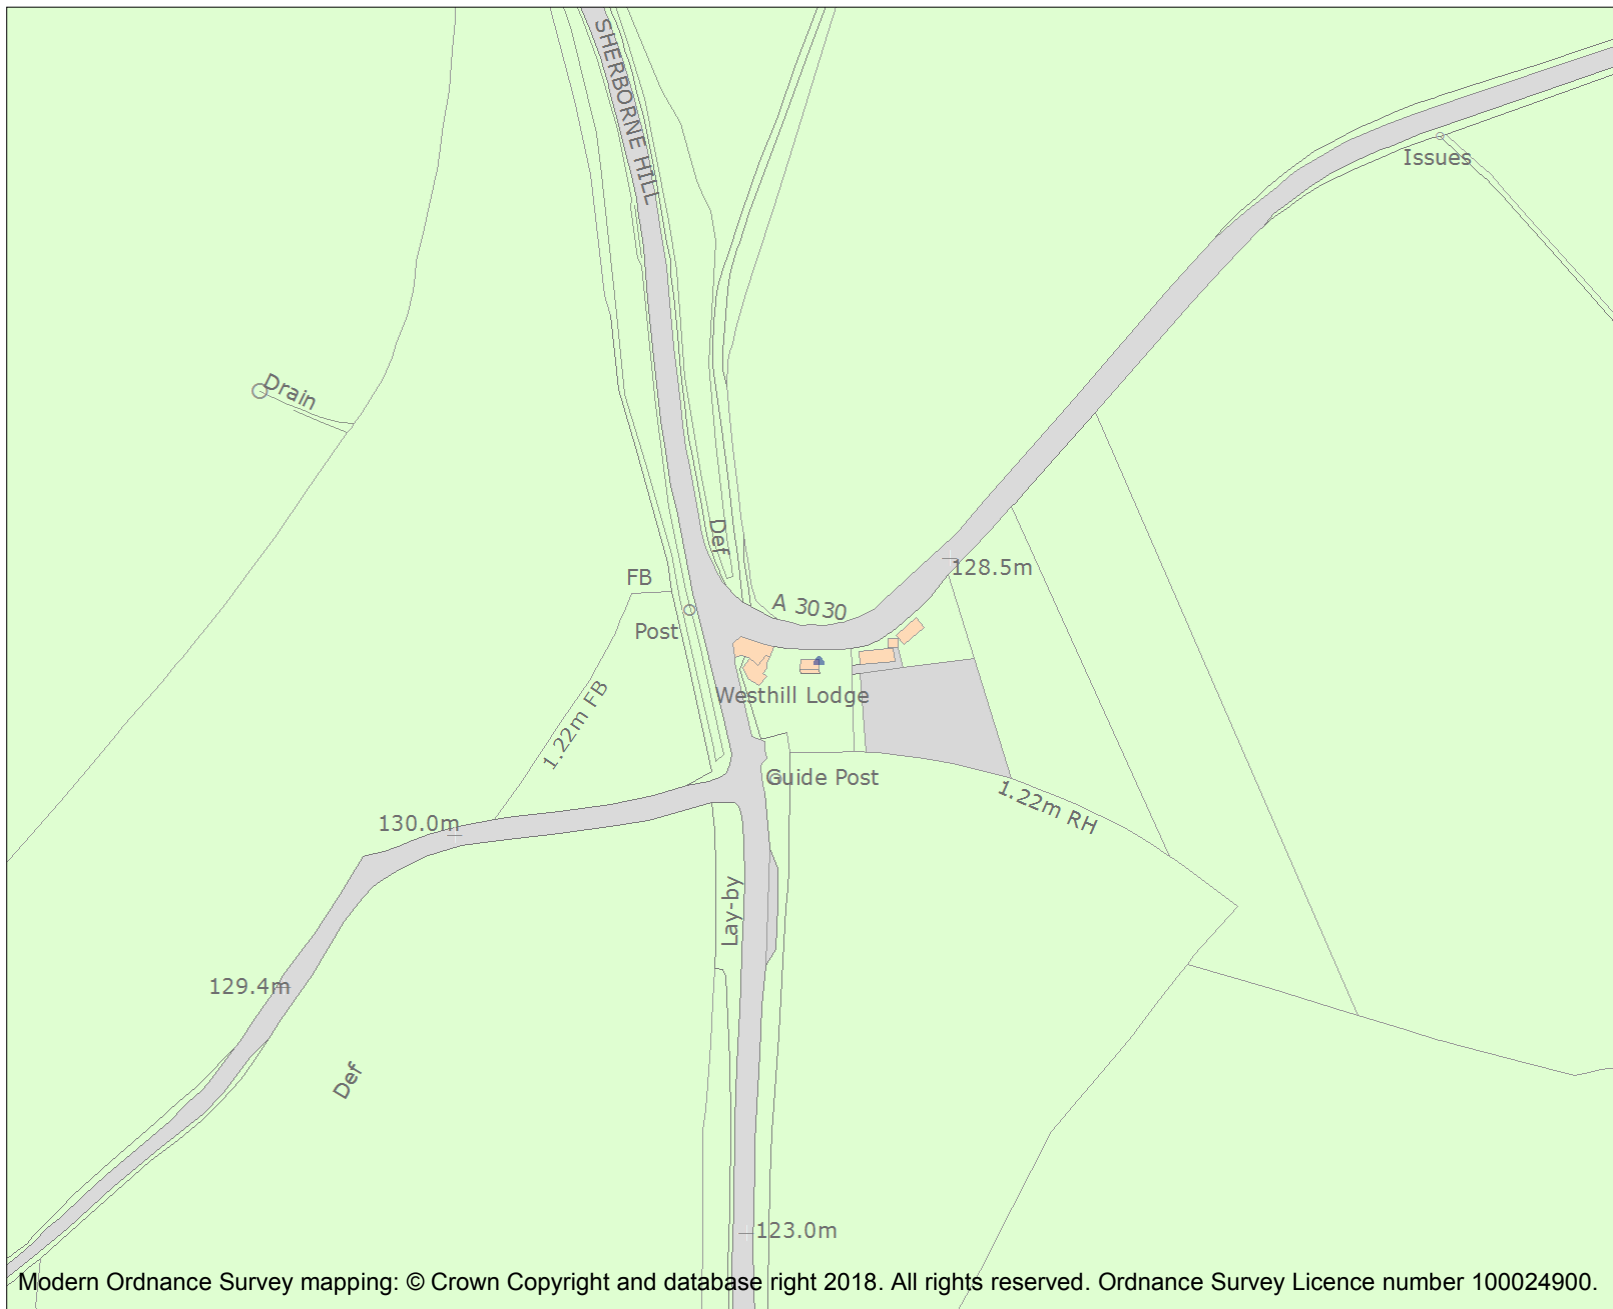 SHERBORNE HILL
Issues
Drain
Def
128.5m
FB
A 3030
Post
1.22m FB
Westhill Lodge
Guide Post
1.22m RH
130.0m
Lay-by
129.4m
Def
123.0m
Modern Ordnance Survey mapping: © Crown Copyright and database right 2018. All rights reserved. Ordnance Survey Licence number 100024900.